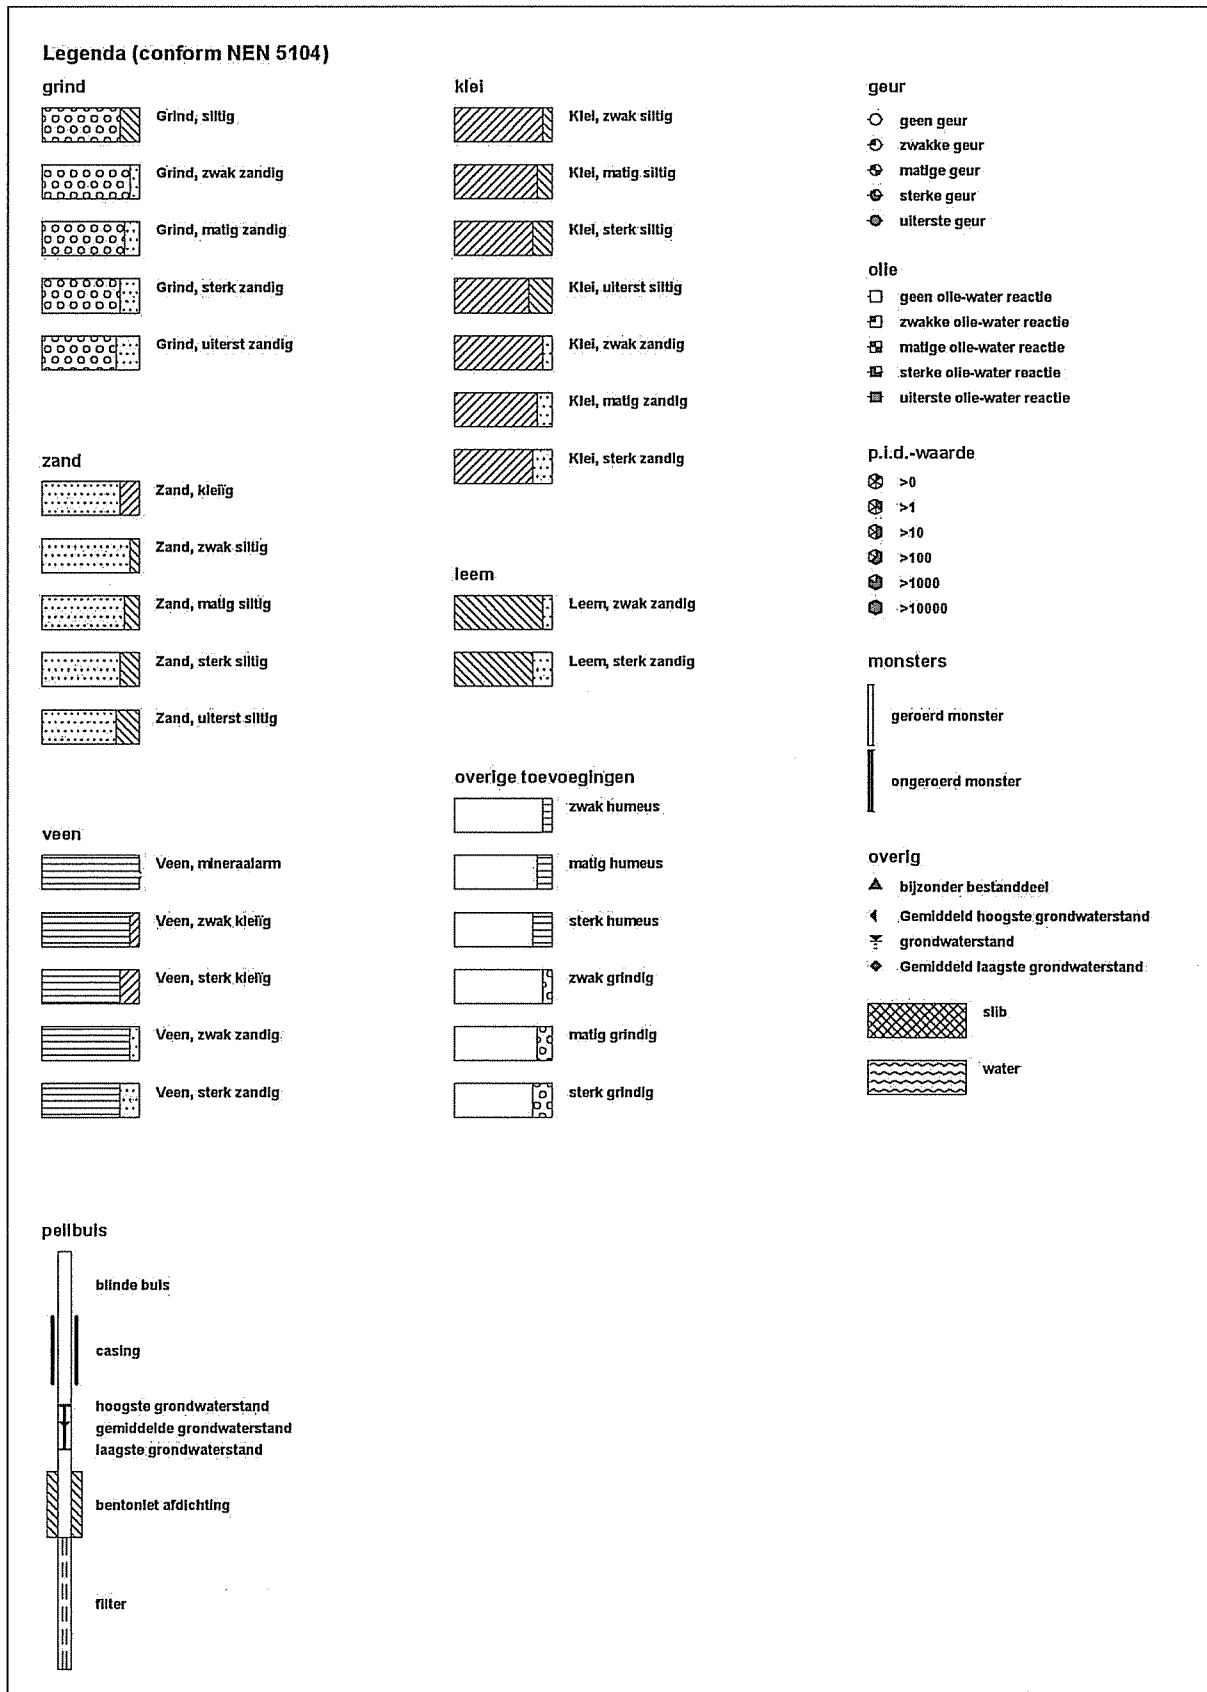 Legenda (conform NEN 5104)
grind
Grind, siltig
Grind, zwak zandig
Grind, matig zandig
Grind, sterk zandig
Grind, uiterst zandig
zand
Zand, kleiïg
Zand, zwak siltig
Zand, matig siltig
Zand, sterk siltig
Zand, uiterst siltig
veen
Veen, mineraalarm
Veen, zwak kleiïg
Veen, sterk kleiïg
Veen, zwak zandig
Veen, sterk zandig
peilbuis
blinde buis
casing
hoogste grondwaterstand
gemiddelde grondwaterstand
laagste grondwaterstand
bentoniet afdichting
filter
klei
Klei, zwak siltig
Klei, matig siltig
Klei, sterk siltig
Klei, uiterst siltig
Klei, zwak zandig
Klei, matig zandig
Klei, sterk zandig
leem
Leem, zwak zandig
Leem, sterk zandig
overige toevoegingen
zwak humeus
matig humeus
sterk humeus
zwak grindig
matig grindig
sterk grindig
geur
geen geur
zwakke geur
matige geur
sterke geur
uiterste geur
olie
geen olie-water reactie
zwakke olie-water reactie
matige olie-water reactie
sterke olie-water reactie
uiterste olie-water reactie
p.i.d.-waarde
>0
>1
>10
>100
>1000
>10000
monsters
geroerd monster
ongeroerd monster
overig
bijzonder bestanddeel
Gemiddeld hoogste grondwaterstand
grondwaterstand
Gemiddeld laagste grondwaterstand
slib
water